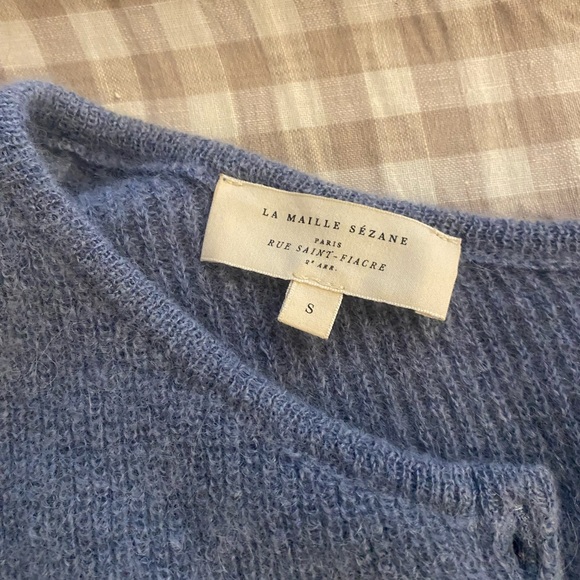 LA MAILLE SÉZANE
PARIS
RUE SAINT-FIACRE
2e ARR.
S